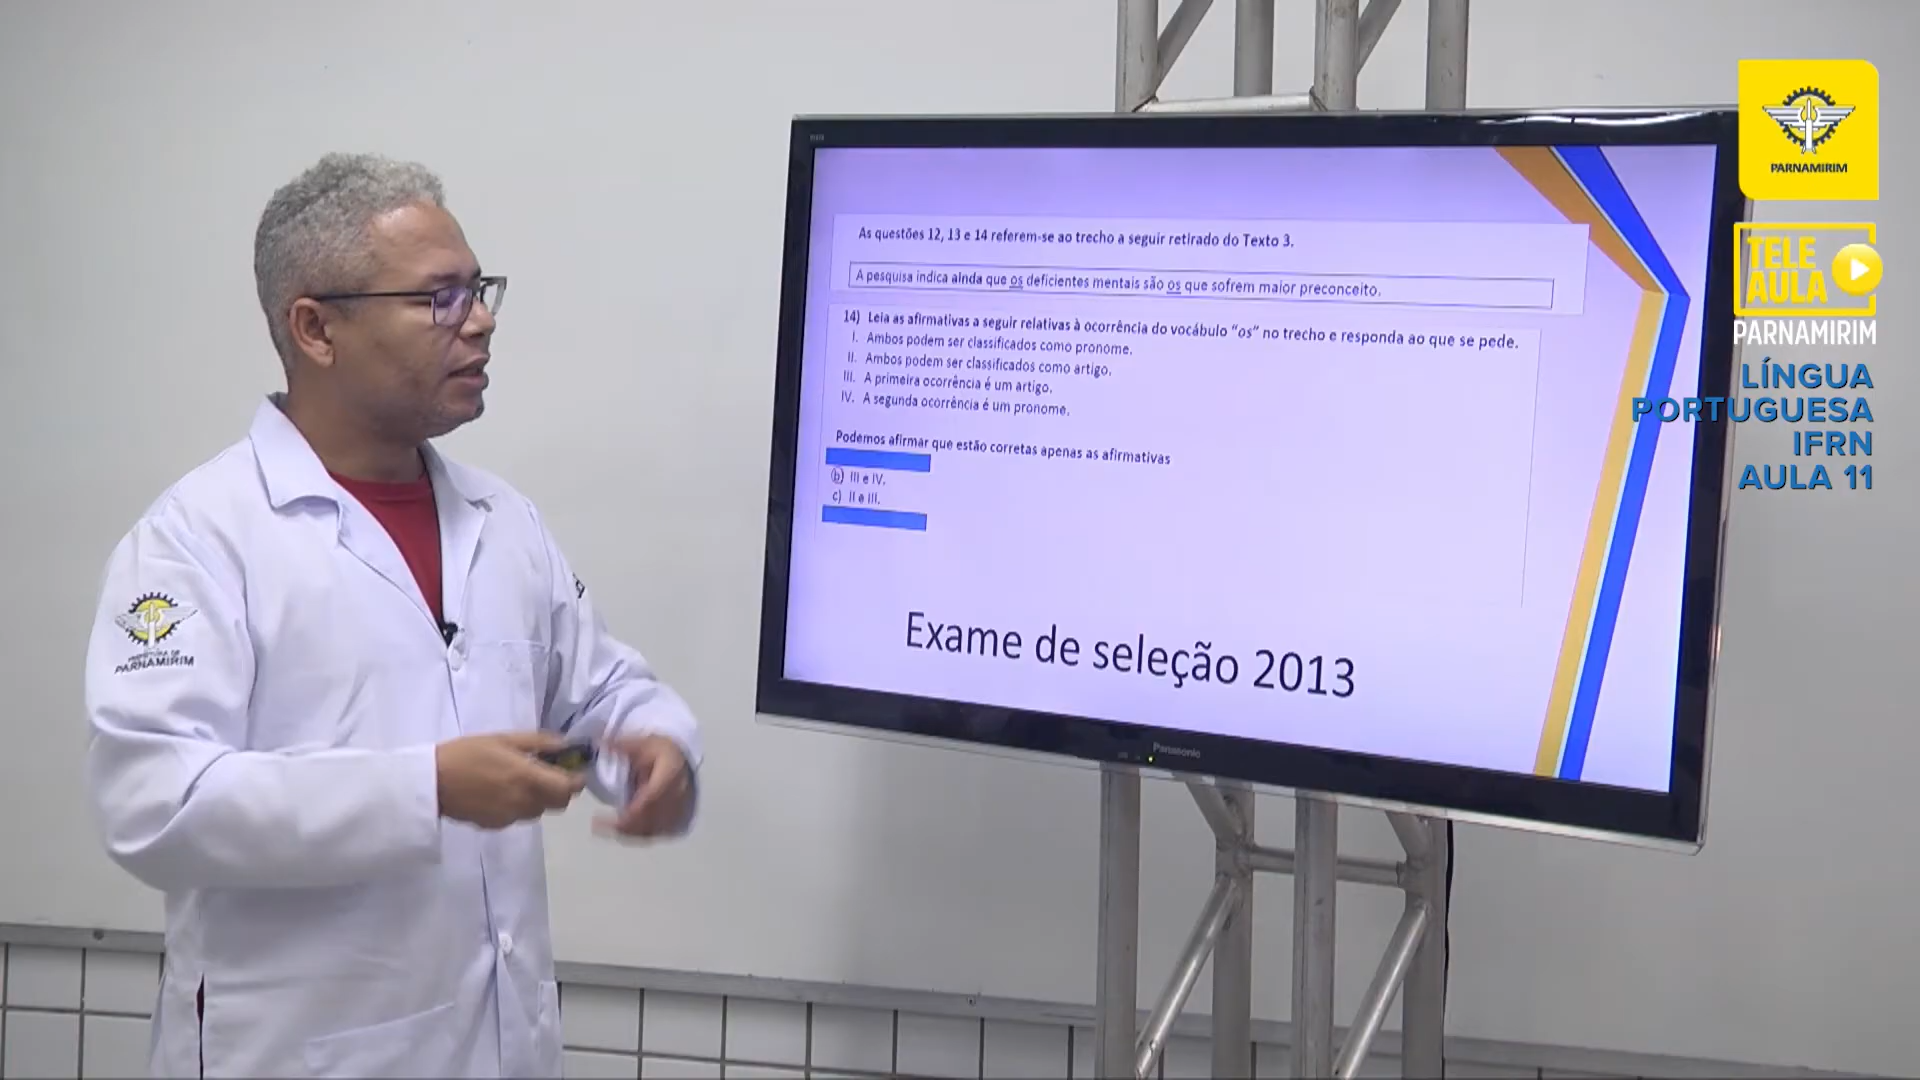 As questões 12, 13 e 14 referem-se ao trecho a seguir retirado do Texto 3.
A pesquisa indica ainda que os deficientes mentais são os que sofrem maior preconceito.
14) Leia as afirmativas a seguir relativas à ocorrência do vocábulo "os" no trecho e responda ao que se pede.
I. Ambos podem ser classificados como pronome.
II. Ambos podem ser classificados como artigo.
III. A primeira ocorrência é um artigo.
IV. A segunda ocorrência é um pronome.
Podemos afirmar que estão corretas apenas as afirmativas
b) III e IV.
c) II e III.
Exame de seleção 2013
Panasonic
PARNAMIRIM
TELE
AULA
PARNAMIRIM
LÍNGUA
PORTUGUESA
IFRN
AULA 11
PREFEITURA DE
PARNAMIRIM